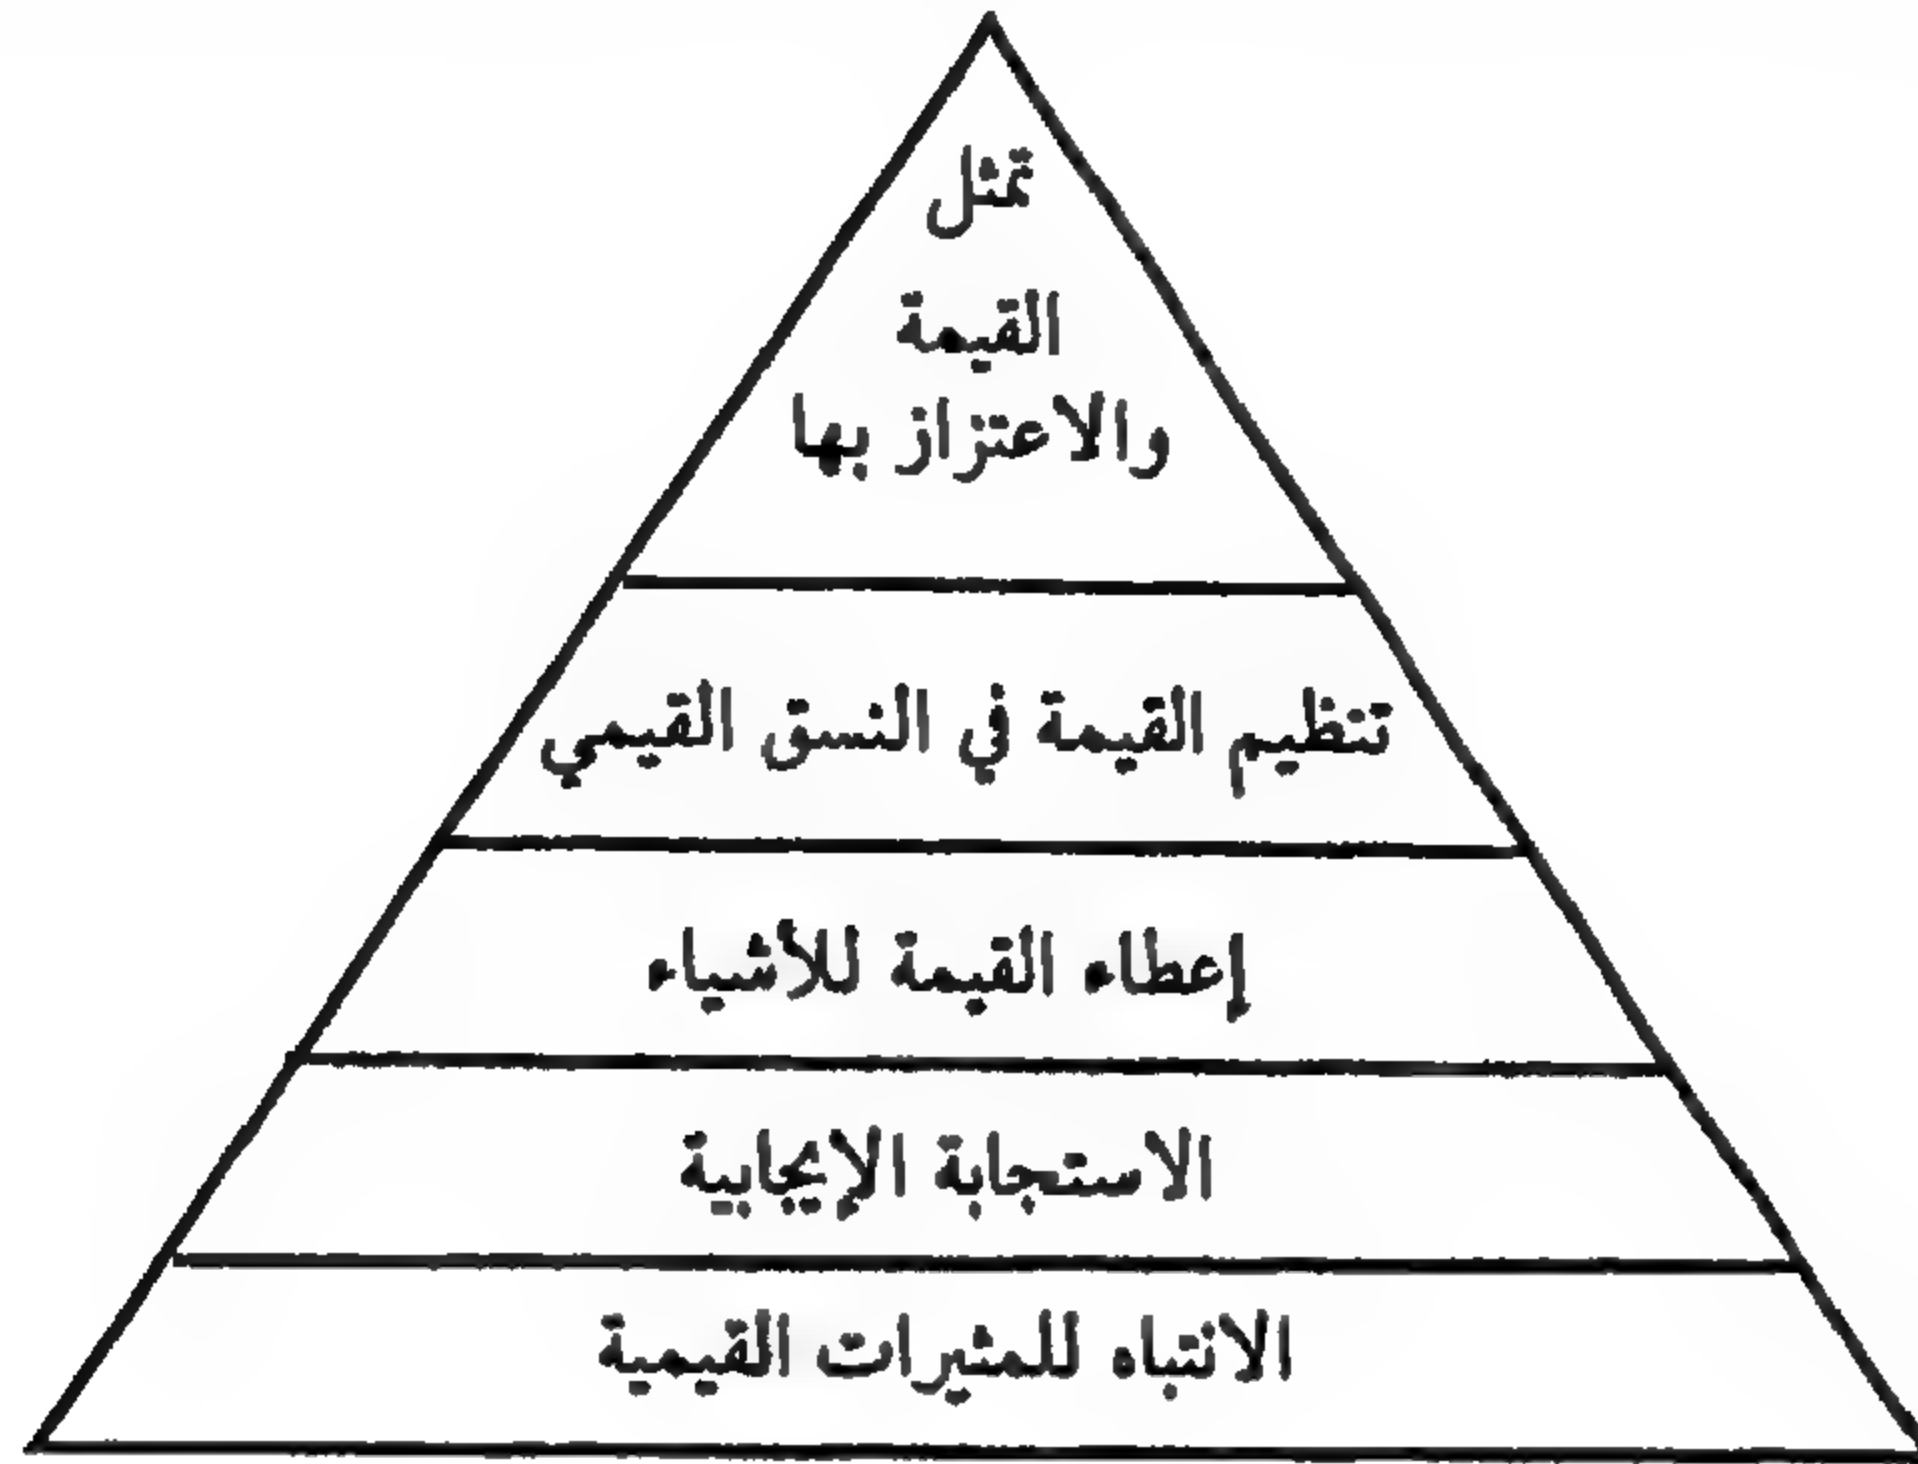 تمثل
القيمة
والاعتزاز بها
تنظيم القيمة في النسق القيمي
إعطاء القيمة للأشياء
الاستجابة الإيجابية
الانتباه للمثيرات القيمية